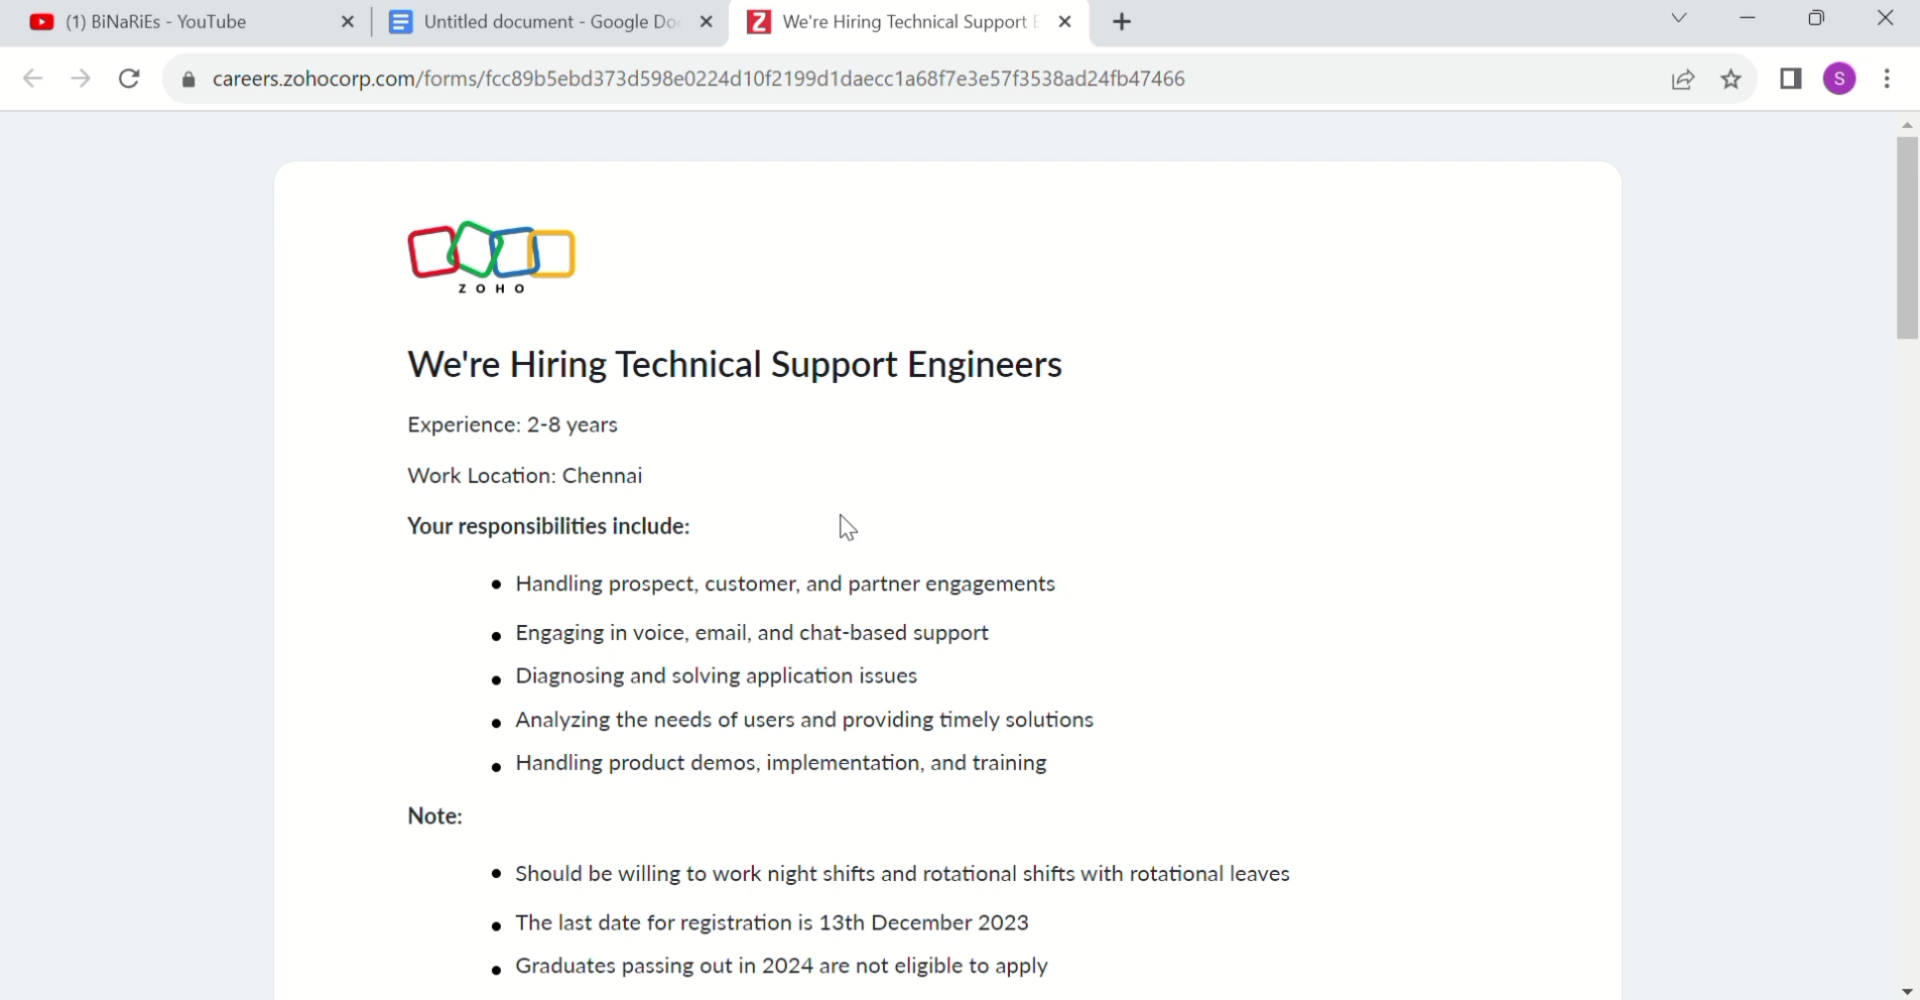 (1) BiNaRiEs - YouTube
Untitled document - Google Do
We're Hiring Technical Support E
careers.zohocorp.com/forms/fcc89b5ebd373d598e0224d10f2199d1daecc1a68f7e3e57f3538ad24fb47466
S
ZOHO
We're Hiring Technical Support Engineers
Experience: 2-8 years
Work Location: Chennai
Your responsibilities include:
• Handling prospect, customer, and partner engagements
• Engaging in voice, email, and chat-based support
• Diagnosing and solving application issues
• Analyzing the needs of users and providing timely solutions
• Handling product demos, implementation, and training
Note:
• Should be willing to work night shifts and rotational shifts with rotational leaves
• The last date for registration is 13th December 2023
• Graduates passing out in 2024 are not eligible to apply